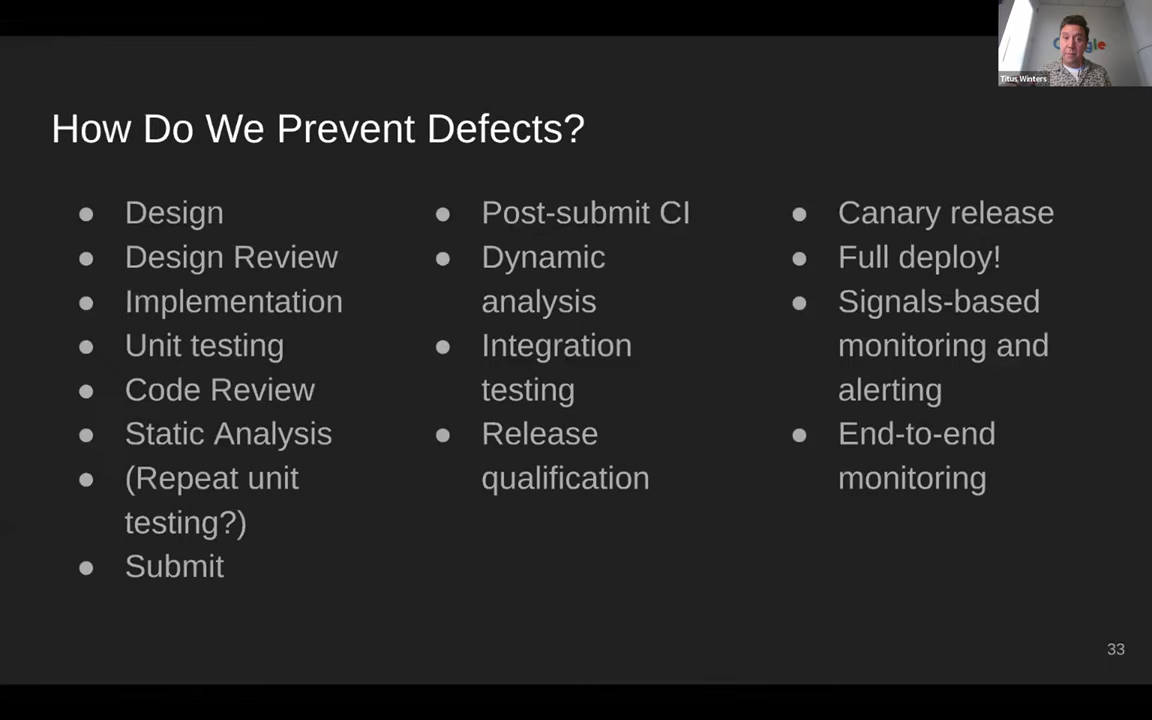 Google
Titus Winters
How Do We Prevent Defects?
● Design
● Design Review
● Implementation
● Unit testing
● Code Review
● Static Analysis
● (Repeat unit
testing?)
● Submit
● Post-submit CI
● Dynamic
analysis
● Integration
testing
● Release
qualification
● Canary release
● Full deploy!
● Signals-based
monitoring and
alerting
● End-to-end
monitoring
33